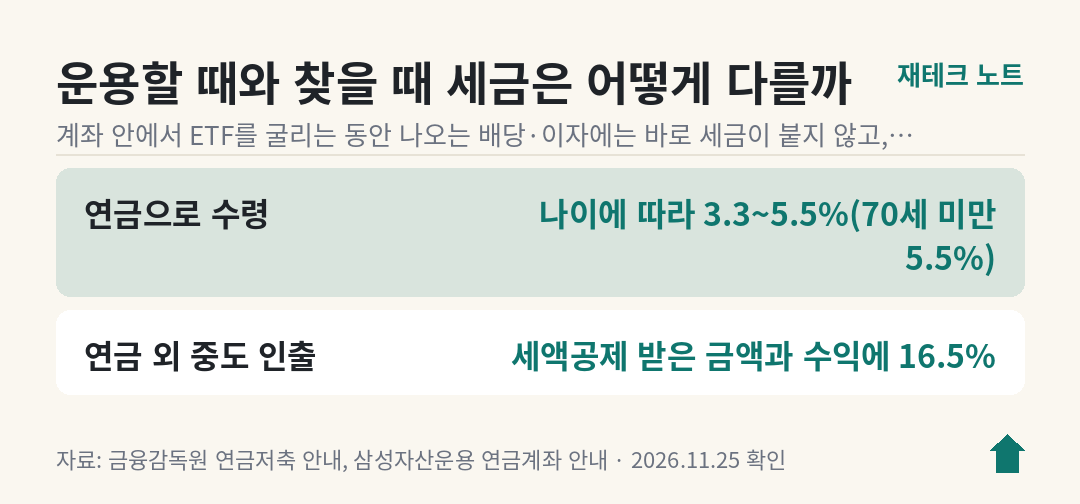 운용할 때와 찾을 때 세금은 어떻게 다를까
재테크 노트
계좌 안에서 ETF를 굴리는 동안 나오는 배당·이자에는 바로 세금이 붙지 않고,…
연금으로 수령
나이에 따라 3.3~5.5%(70세 미만
5.5%)
연금 외 중도 인출
세액공제 받은 금액과 수익에 16.5%
자료: 금융감독원 연금저축 안내, 삼성자산운용 연금계좌 안내 · 2026.11.25 확인